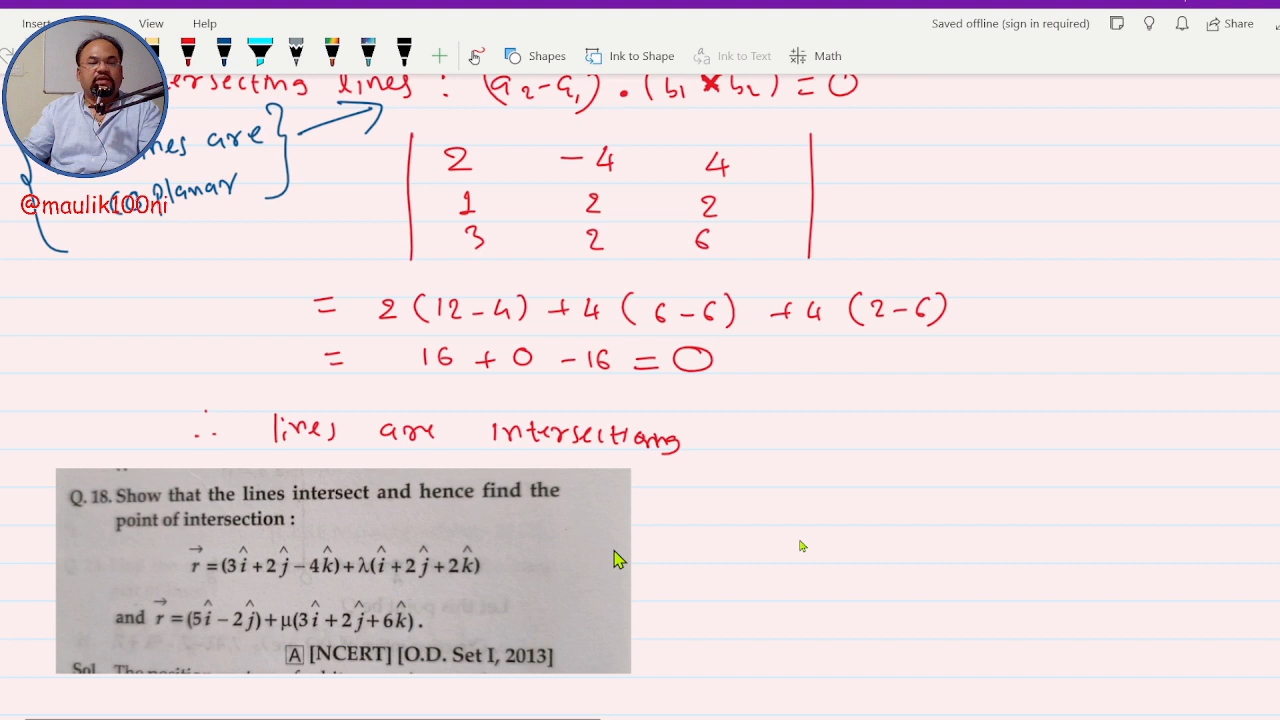 View Help Saved offline (sign in required) Share
Shapes Ink to Shape Ink to Text Math
lines : (a₂-a₁) • (b₁ × b₂) = 0
are
coplanar
@maulik100ni
2 -4 4
1 2 2
3 2 6
= 2 (12-4) +4 (6-6) +4 (2-6)
= 16 + 0 -16 = 0
∴ lines are intersectiong
Q. 18. Show that the lines intersect and hence find the
point of intersection :
r⃗ = (3î + 2ĵ – 4k̂) + λ(î + 2ĵ + 2k̂)
and r⃗ = (5î – 2ĵ) + μ(3î + 2ĵ + 6k̂).
A [NCERT] [O.D. Set I, 2013]